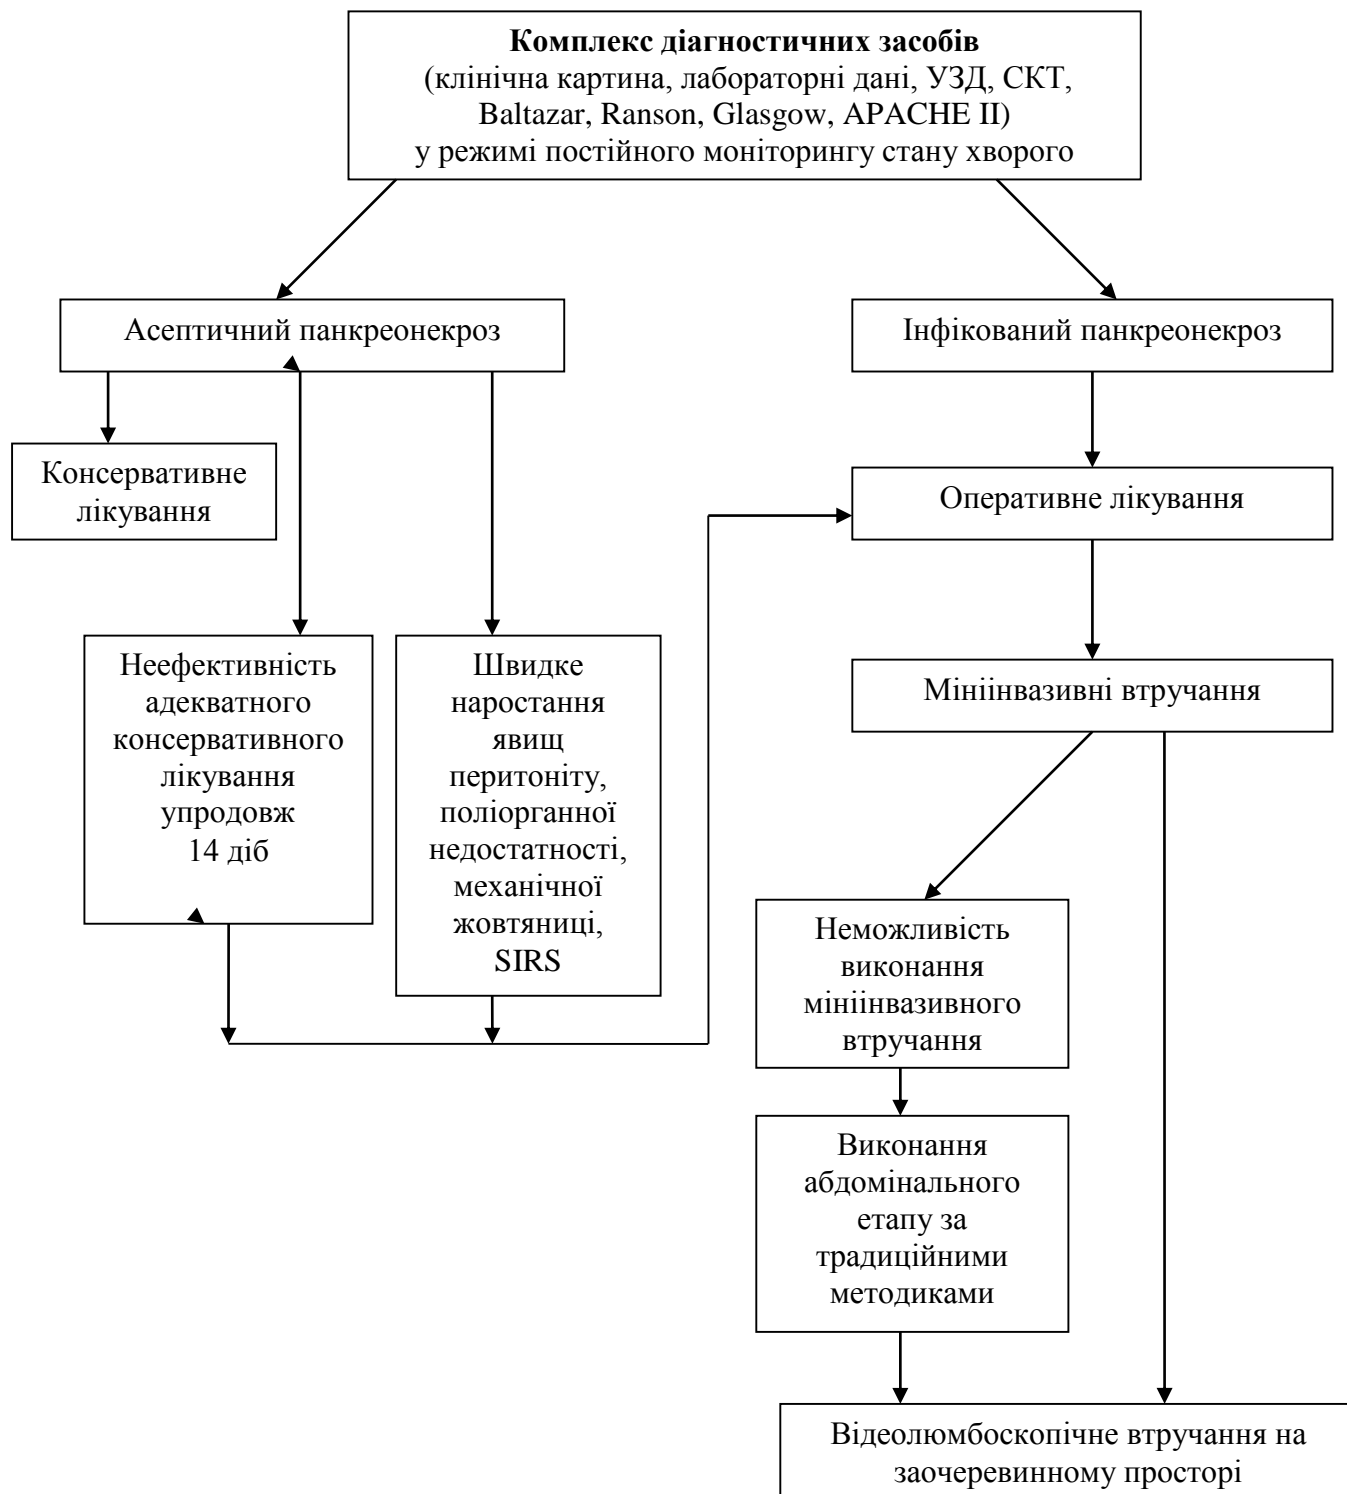 Комплекс діагностичних засобів
(клінічна картина, лабораторні дані, УЗД, СКТ,
Baltazar, Ranson, Glasgow, APACHE II)
у режимі постійного моніторингу стану хворого
Асептичний панкреонекроз
Інфікований панкреонекроз
Консервативне
лікування
Оперативне лікування
Неефективність
адекватного
консервативного
лікування
упродовж
14 діб
Швидке
наростання
явищ
перитоніту,
поліорганної
недостатності,
механічної
жовтяниці,
SIRS
Мініінвазивні втручання
Неможливість
виконання
мініінвазивного
втручання
Виконання
абдомінального
етапу за
традиційними
методиками
Відеолюмбоскопічне втручання на
заочеревинному просторі